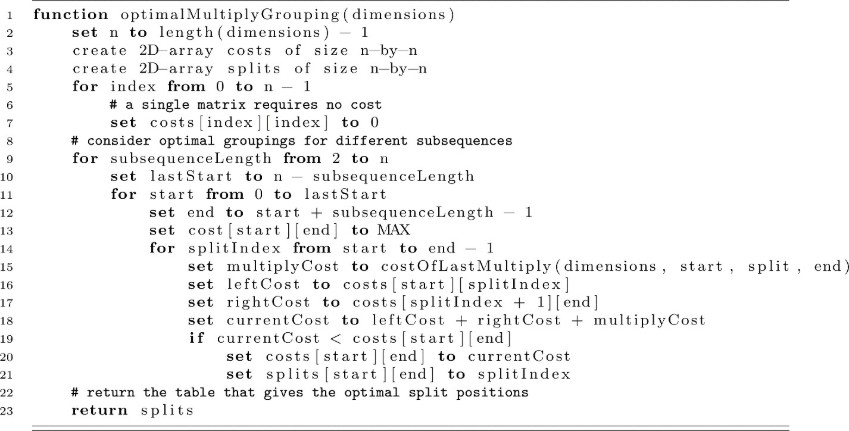 1 function optimalMultiplyGrouping(dimensions)
2 set n to length(dimensions) − 1
3 create 2D–array costs of size n–by–n
4 create 2D–array splits of size n–by–n
5 for index from 0 to n − 1
6 # a single matrix requires no cost
7 set costs[index][index] to 0
8 # consider optimal groupings for different subsequences
9 for subsequenceLength from 2 to n
10 set lastStart to n − subsequenceLength
11 for start from 0 to lastStart
12 set end to start + subsequenceLength − 1
13 set cost[start][end] to MAX
14 for splitIndex from start to end − 1
15 set multiplyCost to costOfLastMultiply(dimensions, start, split, end)
16 set leftCost to costs[start][splitIndex]
17 set rightCost to costs[splitIndex + 1][end]
18 set currentCost to leftCost + rightCost + multiplyCost
19 if currentCost < costs[start][end]
20 set costs[start][end] to currentCost
21 set splits[start][end] to splitIndex
22 # return the table that gives the optimal split positions
23 return splits